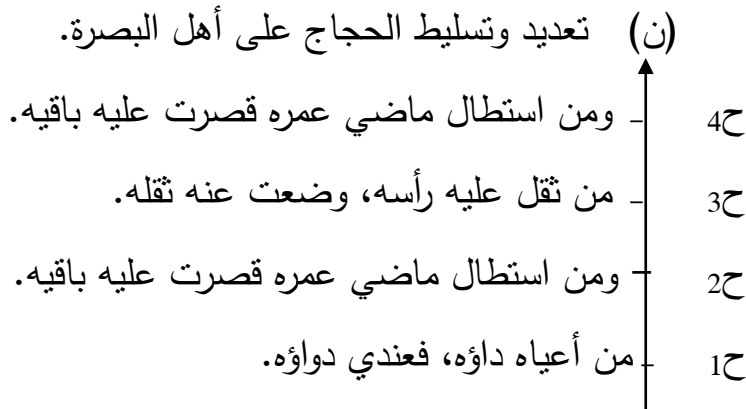 (ن) تعديد وتسليط الحجاج على أهل البصرة.
ح4 ومن استطال ماضي عمره قصرت عليه باقيه.
ح3 من ثقل عليه رأسه، وضعت عنه ثقله.
ح2 ومن استطال ماضي عمره قصرت عليه باقيه.
ح1 من أعياه داؤه، فعندي دواؤه.